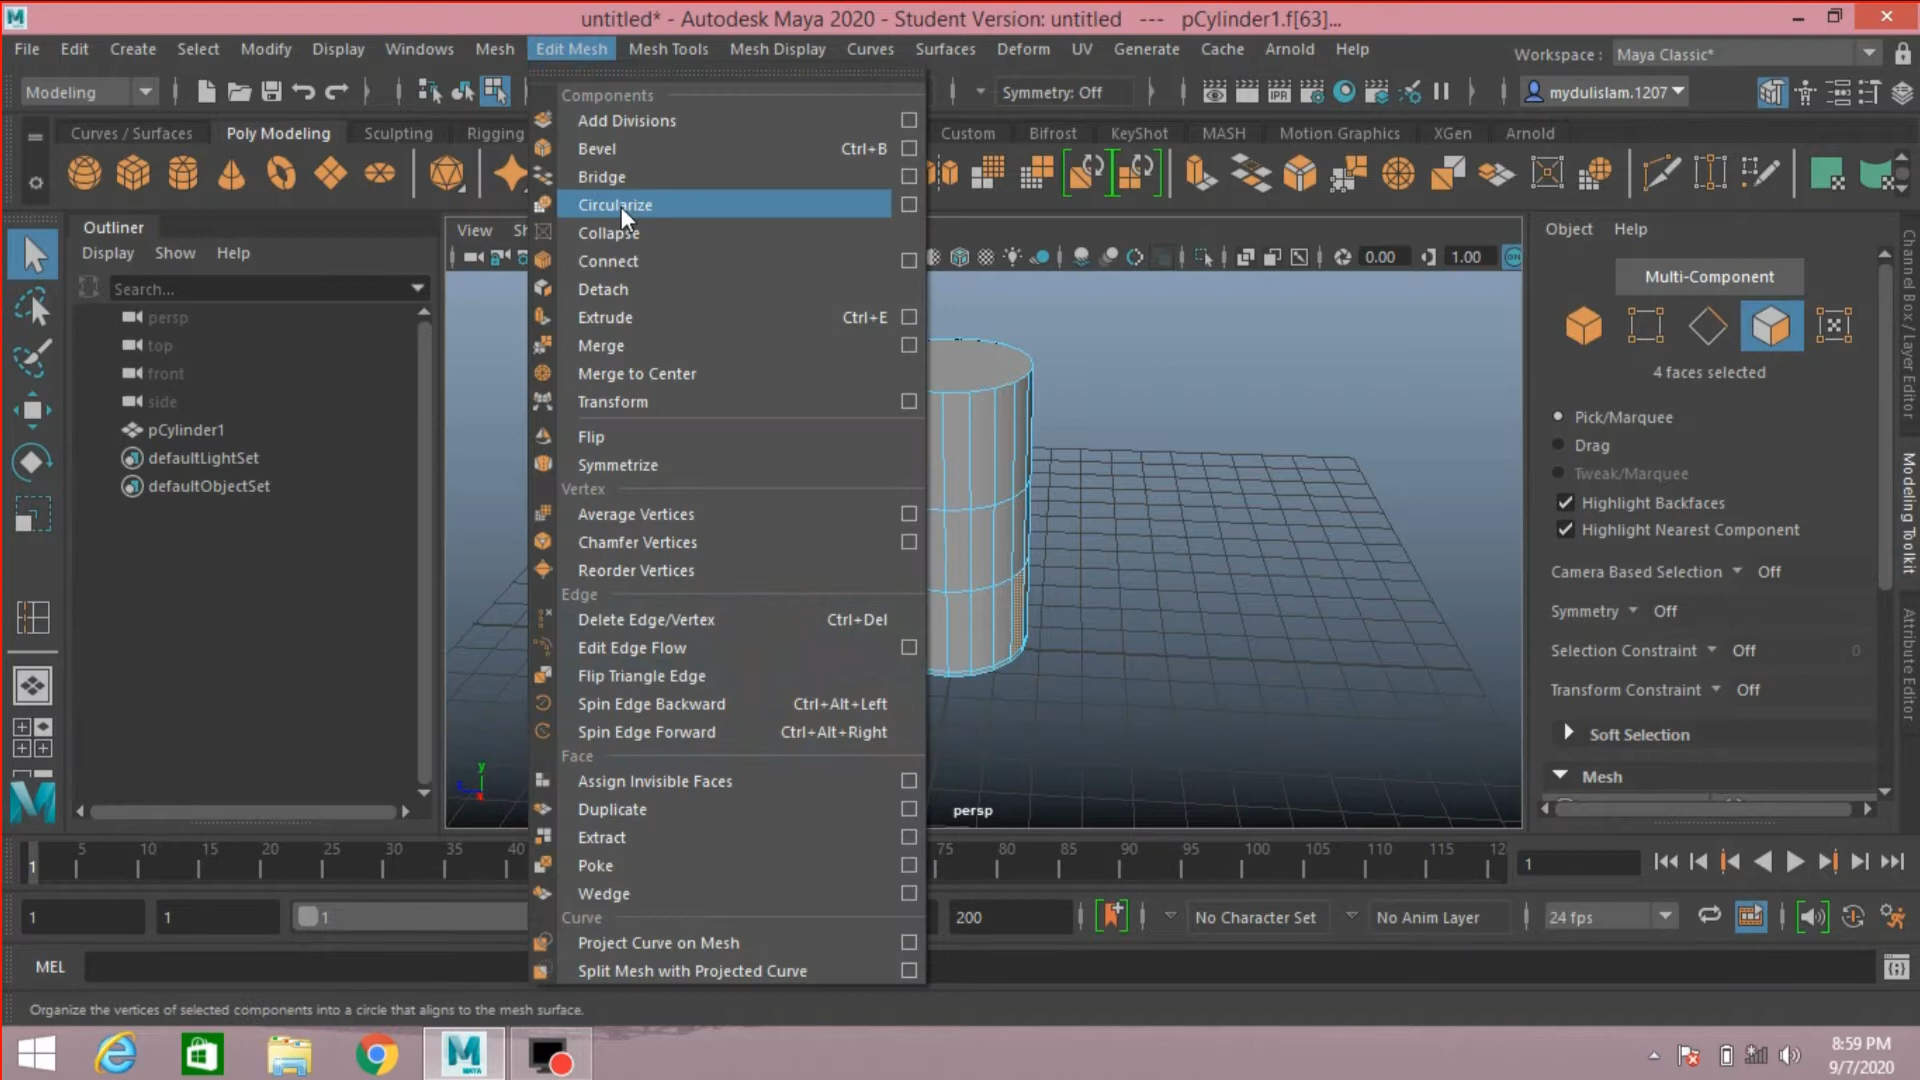 untitled* - Autodesk Maya 2020 - Student Version: untitled --- pCylinder1.f[63]...
File Edit Create Select Modify Display Windows Mesh Edit Mesh Mesh Tools Mesh Display Curves Surfaces Deform UV Generate Cache Arnold Help
Workspace : Maya Classic*
Modeling
Symmetry: Off
mydulislam.1207
Curves / Surfaces Poly Modeling Sculpting Rigging Custom Bifrost KeyShot MASH Motion Graphics XGen Arnold
Components
Add Divisions
Bevel Ctrl+B
Bridge
Circularize
Collapse
Connect
Detach
Extrude Ctrl+E
Merge
Merge to Center
Transform
Flip
Symmetrize
Vertex
Average Vertices
Chamfer Vertices
Reorder Vertices
Edge
Delete Edge/Vertex Ctrl+Del
Edit Edge Flow
Flip Triangle Edge
Spin Edge Backward Ctrl+Alt+Left
Spin Edge Forward Ctrl+Alt+Right
Face
Assign Invisible Faces
Duplicate
Extract
Poke
Wedge
Curve
Project Curve on Mesh
Split Mesh with Projected Curve
Outliner
Display Show Help
Search...
persp
top
front
side
pCylinder1
defaultLightSet
defaultObjectSet
View Sh
0.00 1.00
ON
IPR
y
persp
Object Help
Multi-Component
4 faces selected
Pick/Marquee
Drag
Tweak/Marquee
Highlight Backfaces
Highlight Nearest Component
Camera Based Selection Off
Symmetry Off
Selection Constraint Off 0
Transform Constraint Off
Soft Selection
Mesh
Channel Box / Layer Editor
Modeling Toolkit
Attribute Editor
1 5 10 15 20 25 30 35 40 75 80 85 90 95 100 105 110 115 12
1
1 1 1 200 No Character Set No Anim Layer 24 fps
MEL
Organize the vertices of selected components into a circle that aligns to the mesh surface.
MAYA
8:59 PM
9/7/2020